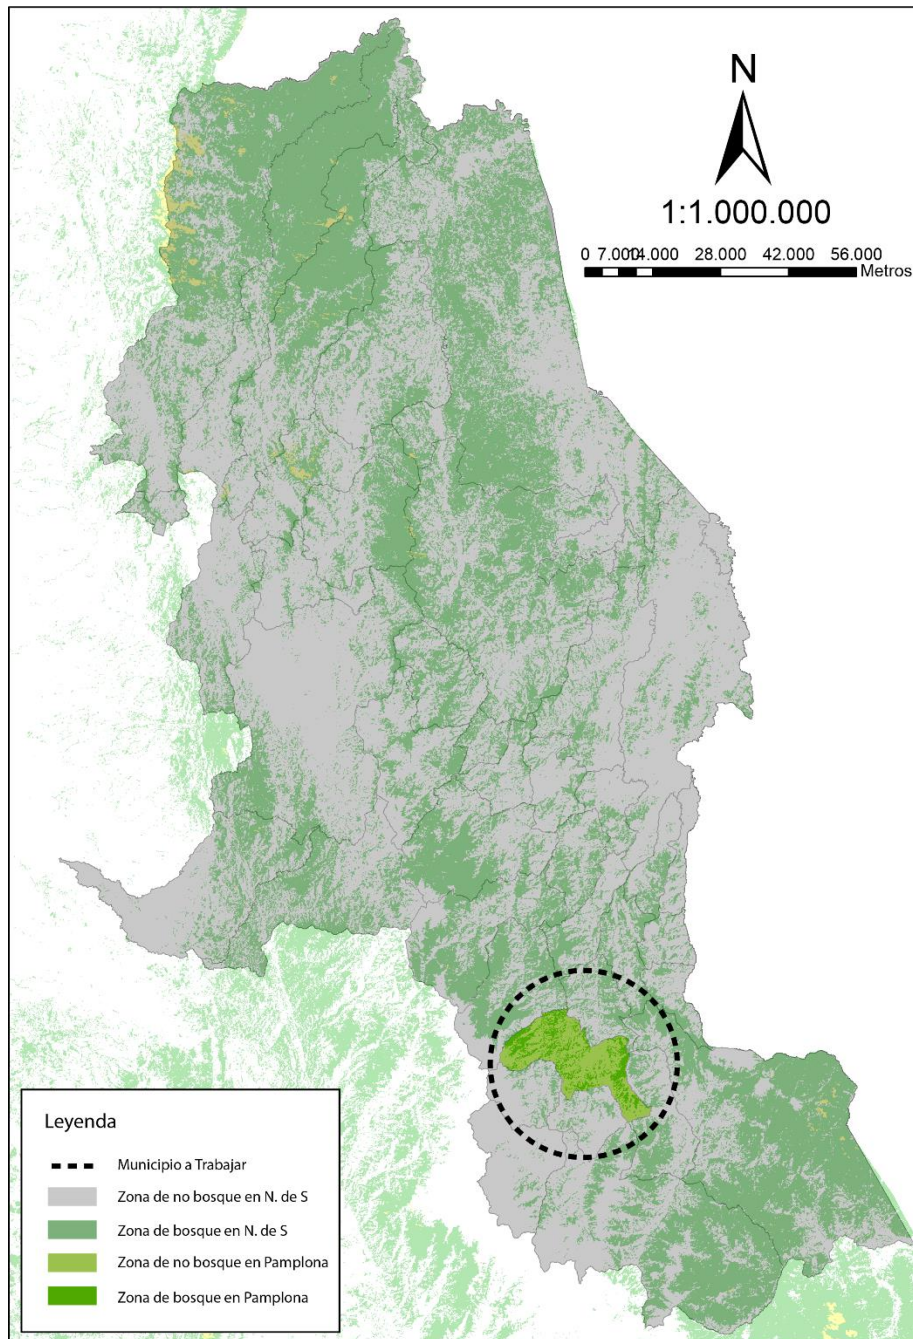 N
1:1.000.000
0 7.00014.000 28.000 42.000 56.000
Metros
Leyenda
Municipio a Trabajar
Zona de no bosque en N. de S
Zona de bosque en N. de S
Zona de no bosque en Pamplona
Zona de bosque en Pamplona